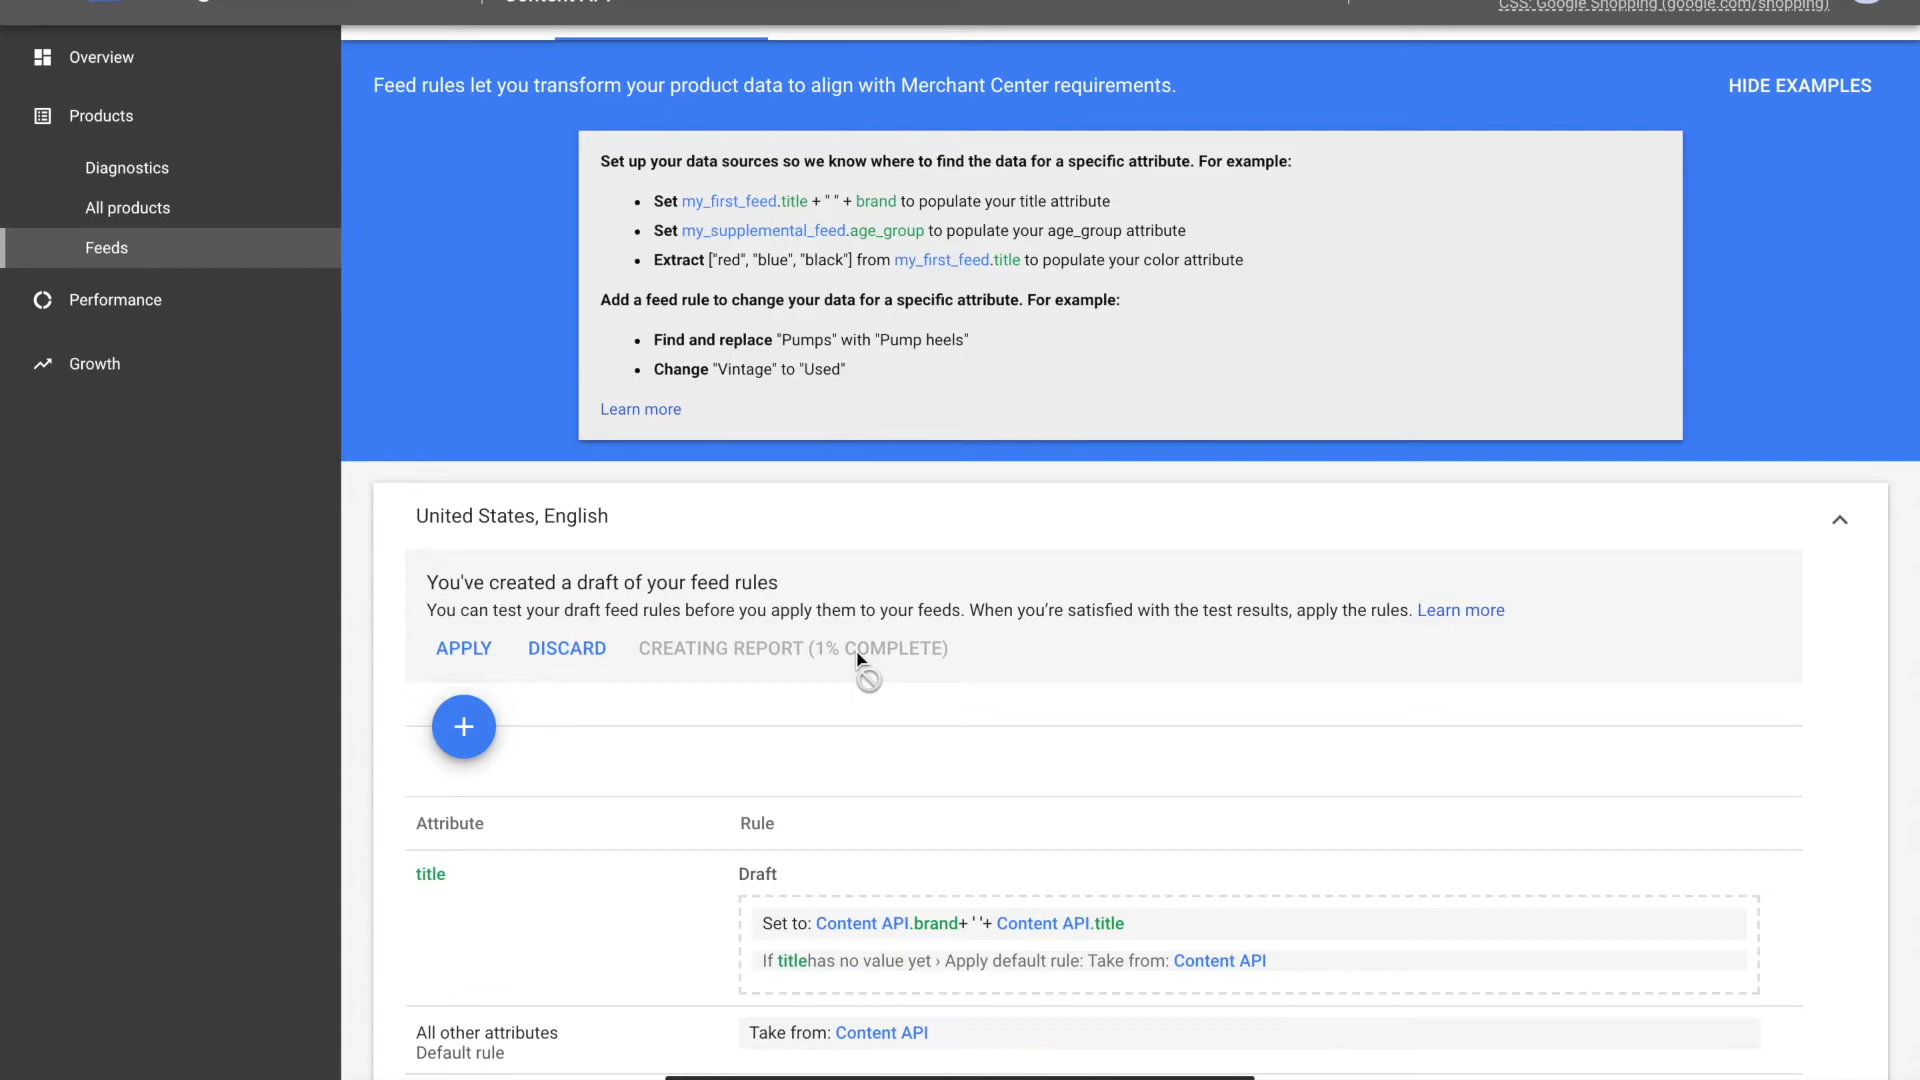 CSS: Google Shopping (google.com/shopping)
Overview
Products
Diagnostics
All products
Feeds
Performance
Growth
Feed rules let you transform your product data to align with Merchant Center requirements.
HIDE EXAMPLES
Set up your data sources so we know where to find the data for a specific attribute. For example:
Set my_first_feed.title + " " + brand to populate your title attribute
Set my_supplemental_feed.age_group to populate your age_group attribute
Extract ["red", "blue", "black"] from my_first_feed.title to populate your color attribute
Add a feed rule to change your data for a specific attribute. For example:
Find and replace "Pumps" with "Pump heels"
Change "Vintage" to "Used"
Learn more
United States, English
You've created a draft of your feed rules
You can test your draft feed rules before you apply them to your feeds. When you’re satisfied with the test results, apply the rules. Learn more
APPLY DISCARD CREATING REPORT (1% COMPLETE)
+
Attribute Rule
title Draft
Set to: Content API.brand+ ' '+ Content API.title
If titlehas no value yet › Apply default rule: Take from: Content API
All other attributes Take from: Content API
Default rule